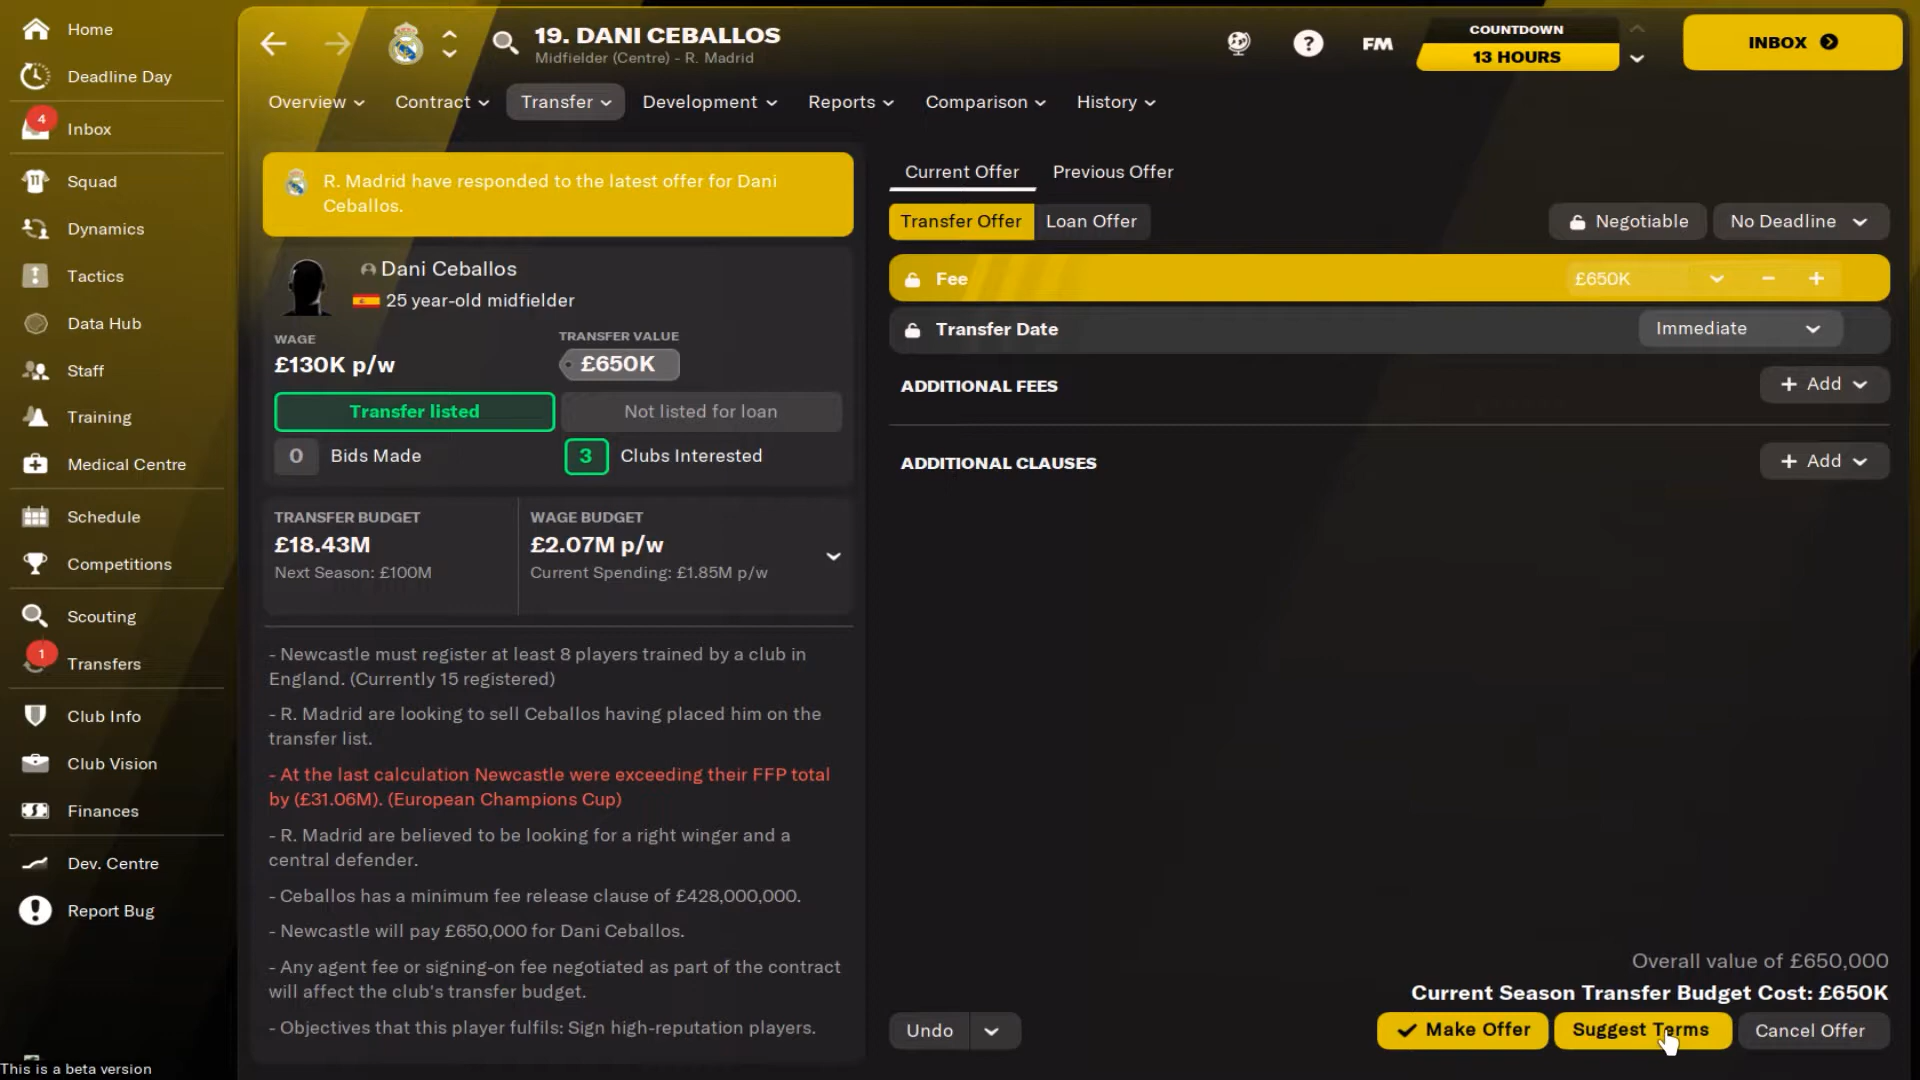 Home
Deadline Day
4
Inbox
Squad
Dynamics
Tactics
Data Hub
Staff
Training
Medical Centre
Schedule
Competitions
Scouting
1
Transfers
Club Info
Club Vision
Finances
Dev. Centre
Report Bug
This is a beta version
19. DANI CEBALLOS
Midfielder (Centre) - R. Madrid
FM
COUNTDOWN
13 HOURS
INBOX
Overview
Contract
Transfer
Development
Reports
Comparison
History
R. Madrid have responded to the latest offer for Dani
Ceballos.
Dani Ceballos
25 year-old midfielder
WAGE
£130K p/w
TRANSFER VALUE
£650K
Transfer listed
Not listed for loan
0 Bids Made
3 Clubs Interested
TRANSFER BUDGET
£18.43M
Next Season: £100M
WAGE BUDGET
£2.07M p/w
Current Spending: £1.85M p/w
- Newcastle must register at least 8 players trained by a club in
England. (Currently 15 registered)
- R. Madrid are looking to sell Ceballos having placed him on the
transfer list.
- At the last calculation Newcastle were exceeding their FFP total
by (£31.06M). (European Champions Cup)
- R. Madrid are believed to be looking for a right winger and a
central defender.
- Ceballos has a minimum fee release clause of £428,000,000.
- Newcastle will pay £650,000 for Dani Ceballos.
- Any agent fee or signing-on fee negotiated as part of the contract
will affect the club's transfer budget.
- Objectives that this player fulfils: Sign high-reputation players.
Current Offer
Previous Offer
Transfer Offer
Loan Offer
Negotiable
No Deadline
Fee
£650K
Transfer Date
Immediate
ADDITIONAL FEES
+ Add
ADDITIONAL CLAUSES
+ Add
Overall value of £650,000
Current Season Transfer Budget Cost: £650K
Undo
Make Offer
Suggest Terms
Cancel Offer